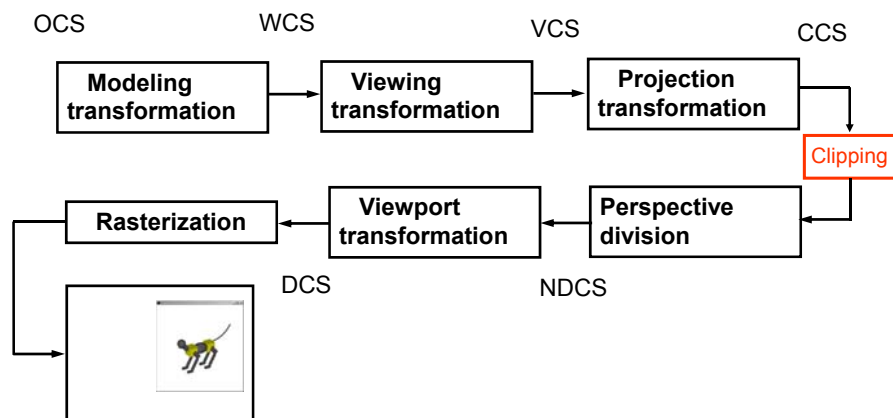 OCS
WCS
VCS
CCS
Modeling
transformation
Viewing
transformation
Projection
transformation
Clipping
Rasterization
Viewport
transformation
Perspective
division
DCS
NDCS